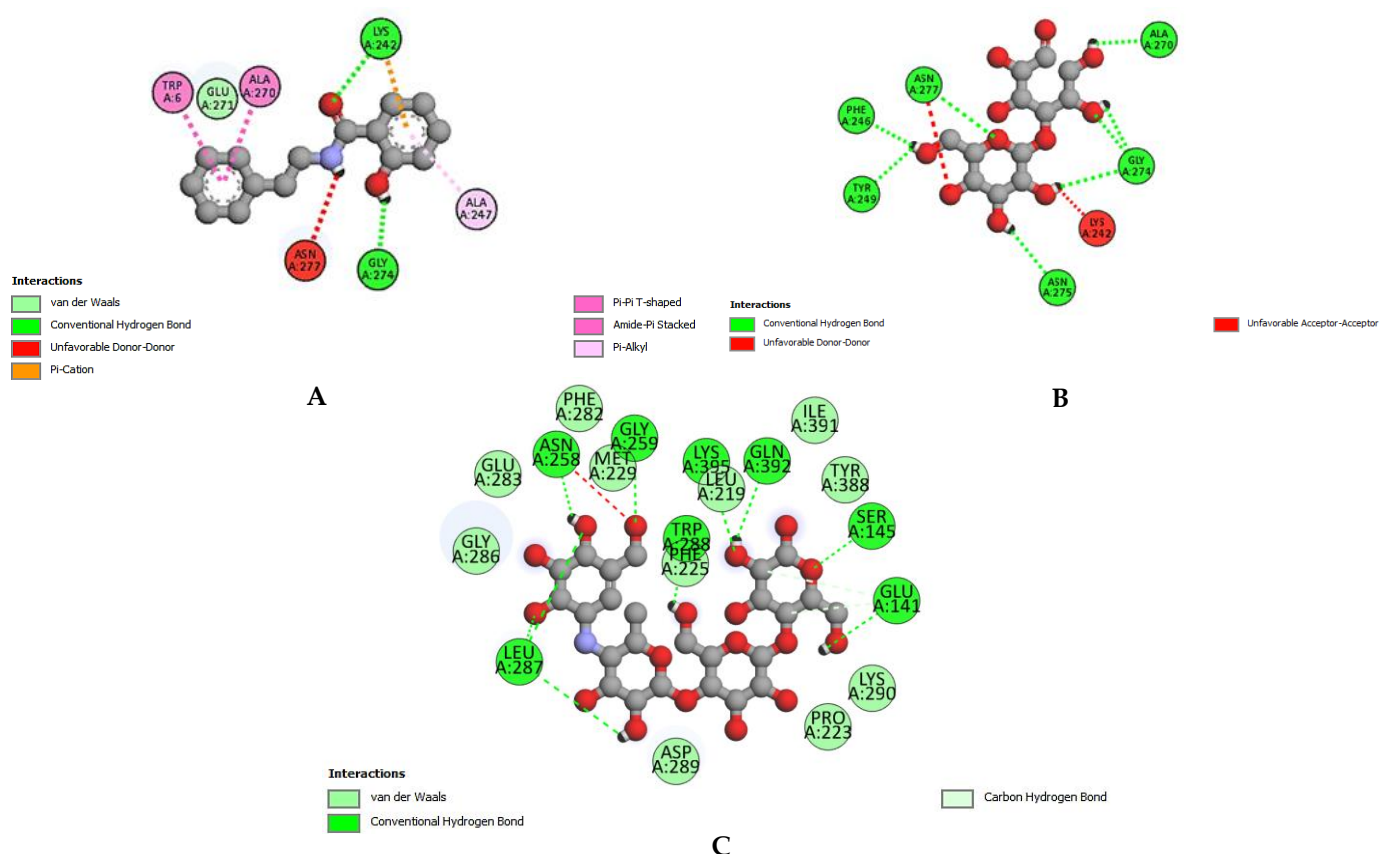 LYS
A:242
TRP
A:6
GLU
A:271
ALA
A:270
ALA
A:247
ASN
A:277
GLY
A:274
Interactions
van der Waals
Conventional Hydrogen Bond
Unfavorable Donor-Donor
Pi-Cation
Pi-Pi T-shaped
Amide-Pi Stacked
Pi-Alkyl
A
ALA
A:270
ASN
A:277
PHE
A:246
TYR
A:249
GLY
A:274
LYS
A:242
ASN
A:275
Interactions
Conventional Hydrogen Bond
Unfavorable Donor-Donor
Unfavorable Acceptor-Acceptor
B
PHE
A:282
ASN
A:258
GLY
A:259
MET
A:229
GLU
A:283
GLY
A:286
LYS
A:395
LEU
A:219
GLN
A:392
ILE
A:391
TYR
A:388
SER
A:145
TRP
A:288
PHE
A:225
GLU
A:141
LEU
A:287
LYS
A:290
PRO
A:223
ASP
A:289
Interactions
van der Waals
Conventional Hydrogen Bond
Carbon Hydrogen Bond
C